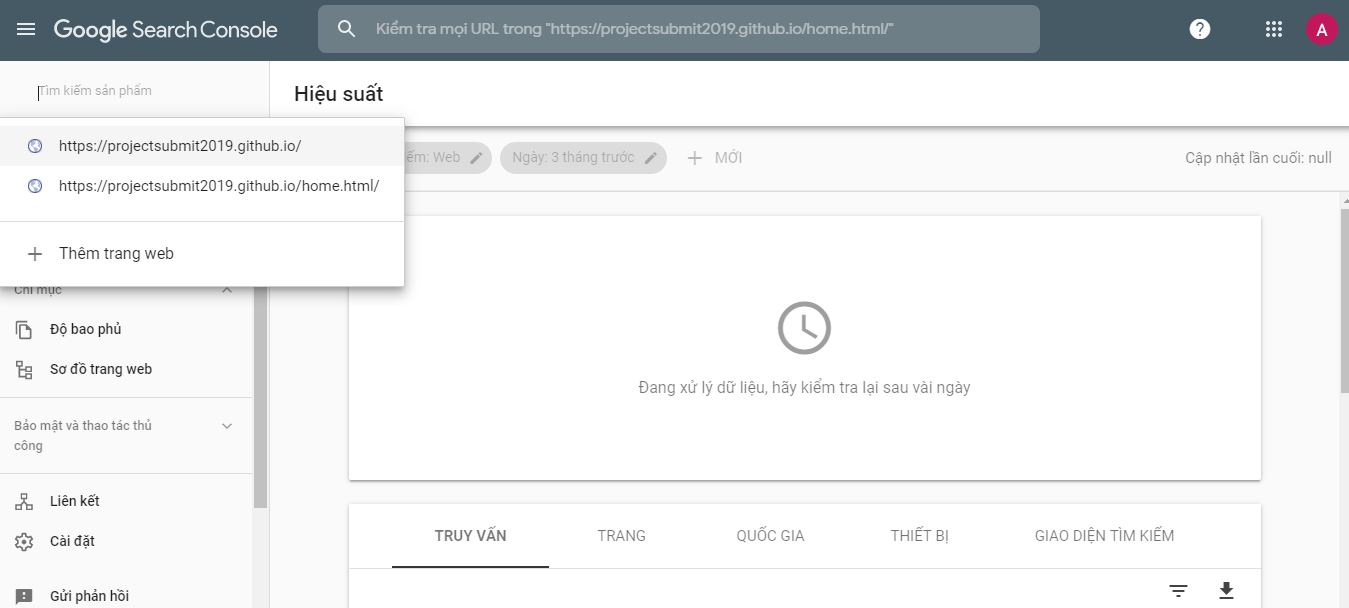 Google Search Console
Kiểm tra mọi URL trong "https://projectsubmit2019.github.io/home.html/"
A
Tìm kiếm sản phẩm
Hiệu suất
https://projectsubmit2019.github.io/
https://projectsubmit2019.github.io/home.html/
Thêm trang web
Web
Ngày: 3 tháng trước
MỚI
Cập nhật lần cuối: null
Chỉ mục
Độ bao phủ
Sơ đồ trang web
Bảo mật và thao tác thủ
công
Liên kết
Cài đặt
Gửi phản hồi
Đang xử lý dữ liệu, hãy kiểm tra lại sau vài ngày
TRUY VẤN
TRANG
QUỐC GIA
THIẾT BỊ
GIAO DIỆN TÌM KIẾM